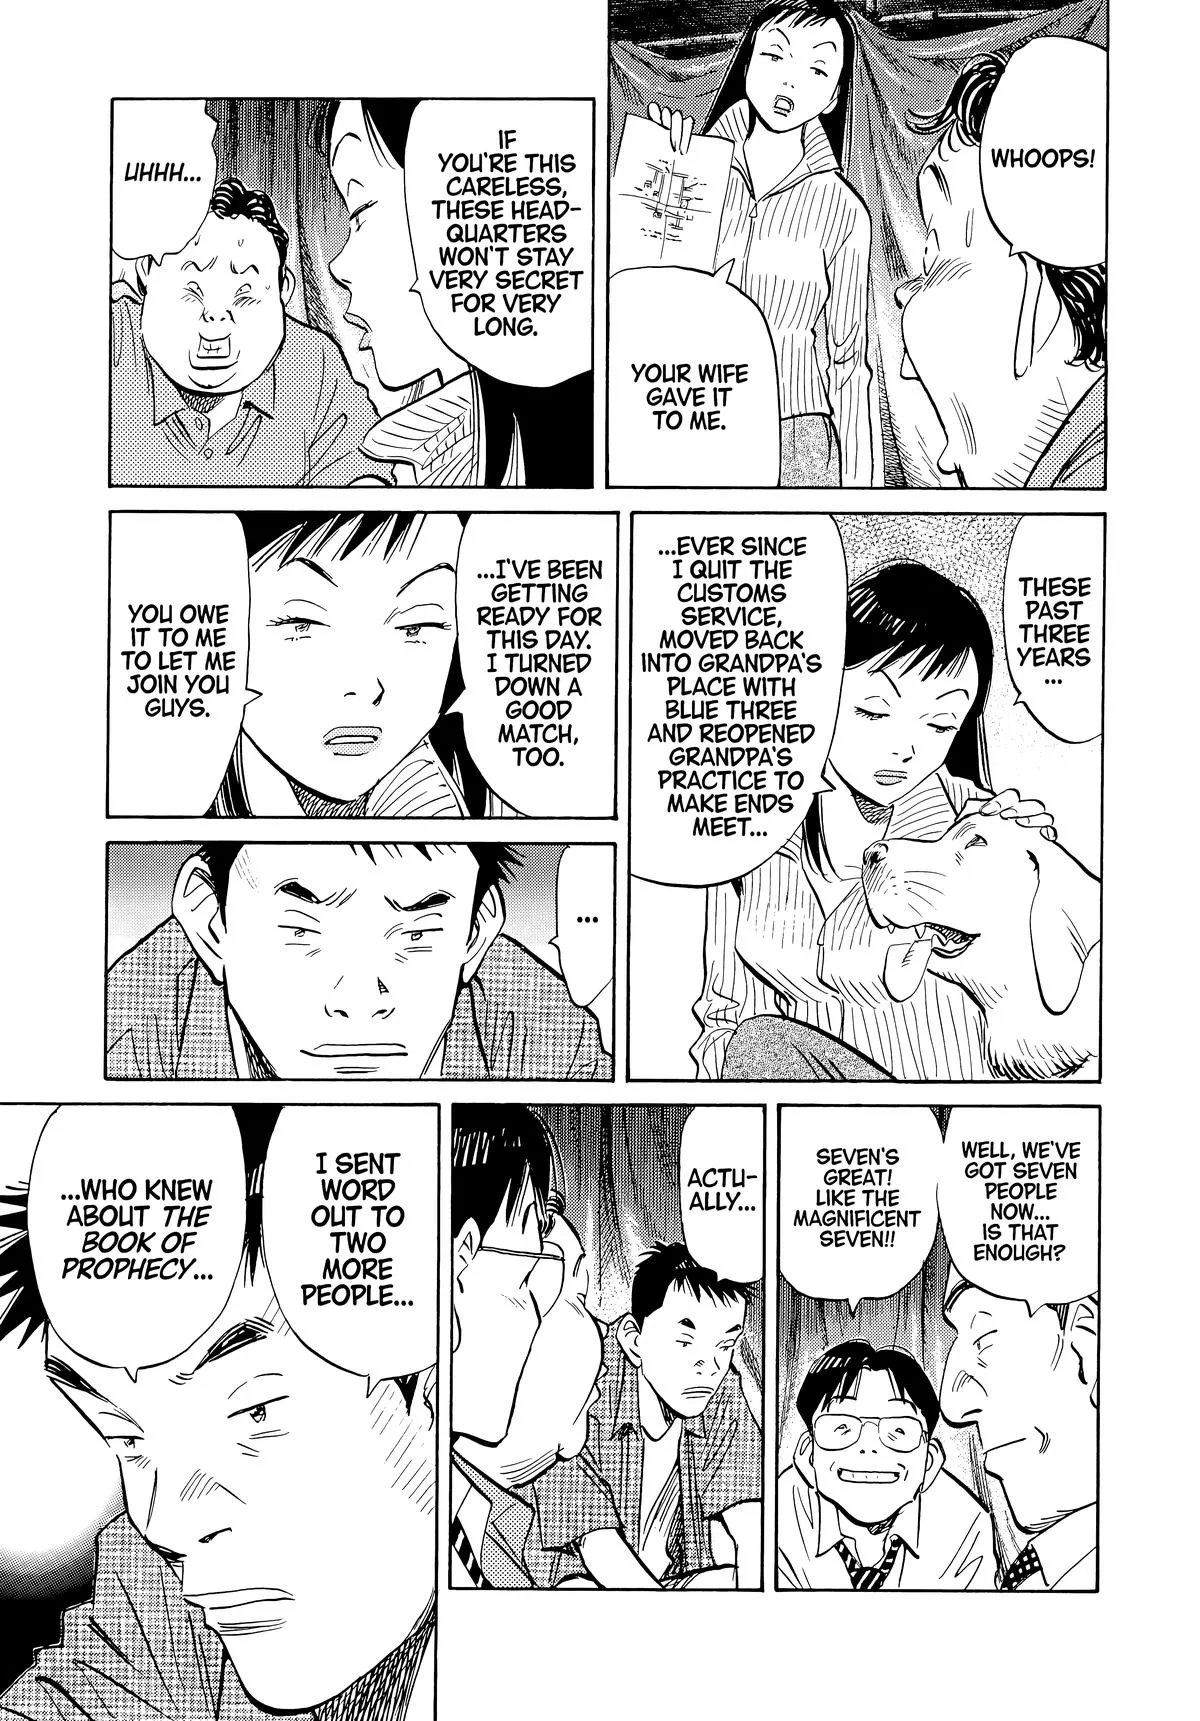 WHOOPS!
YOUR WIFE
GAVE IT
TO ME.
IF
YOU'RE THIS
CARELESS,
THESE HEAD-
QUARTERS
WON'T STAY
VERY SECRET
FOR VERY
LONG.
UHHH...
THESE
PAST
THREE
YEARS
...
...EVER SINCE
I QUIT THE
CUSTOMS
SERVICE,
MOVED BACK
INTO GRANDPA'S
PLACE WITH
BLUE THREE
AND REOPENED
GRANDPA'S
PRACTICE TO
MAKE ENDS
MEET...
...I'VE BEEN
GETTING
READY FOR
THIS DAY.
I TURNED
DOWN A
GOOD
MATCH,
TOO.
YOU OWE
IT TO ME
TO LET ME
JOIN YOU
GUYS.
...
WELL, WE'VE
GOT SEVEN
PEOPLE
NOW...
IS THAT
ENOUGH?
SEVEN'S
GREAT!
LIKE THE
MAGNIFICENT
SEVEN!!
ACTU-
ALLY...
I SENT
WORD
OUT TO
TWO
MORE
PEOPLE...
...WHO KNEW
ABOUT THE
BOOK OF
PROPHECY...